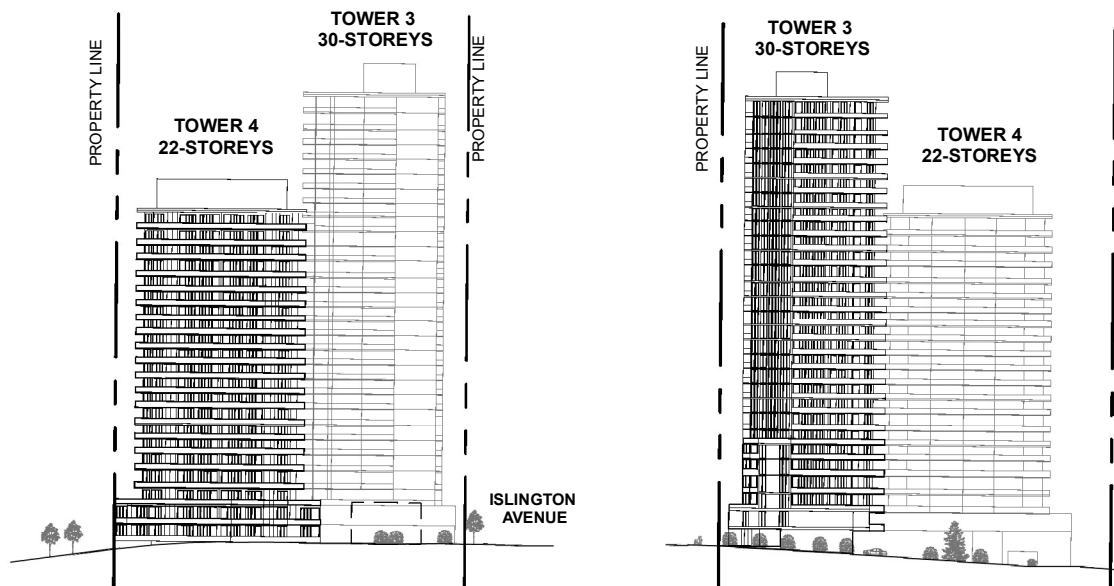 TOWER 3
30-STOREYS
PROPERTY LINE
TOWER 4
22-STOREYS
PROPERTY LINE
ISLINGTON
AVENUE
TOWER 3
30-STOREYS
PROPERTY LINE
TOWER 4
22-STOREYS